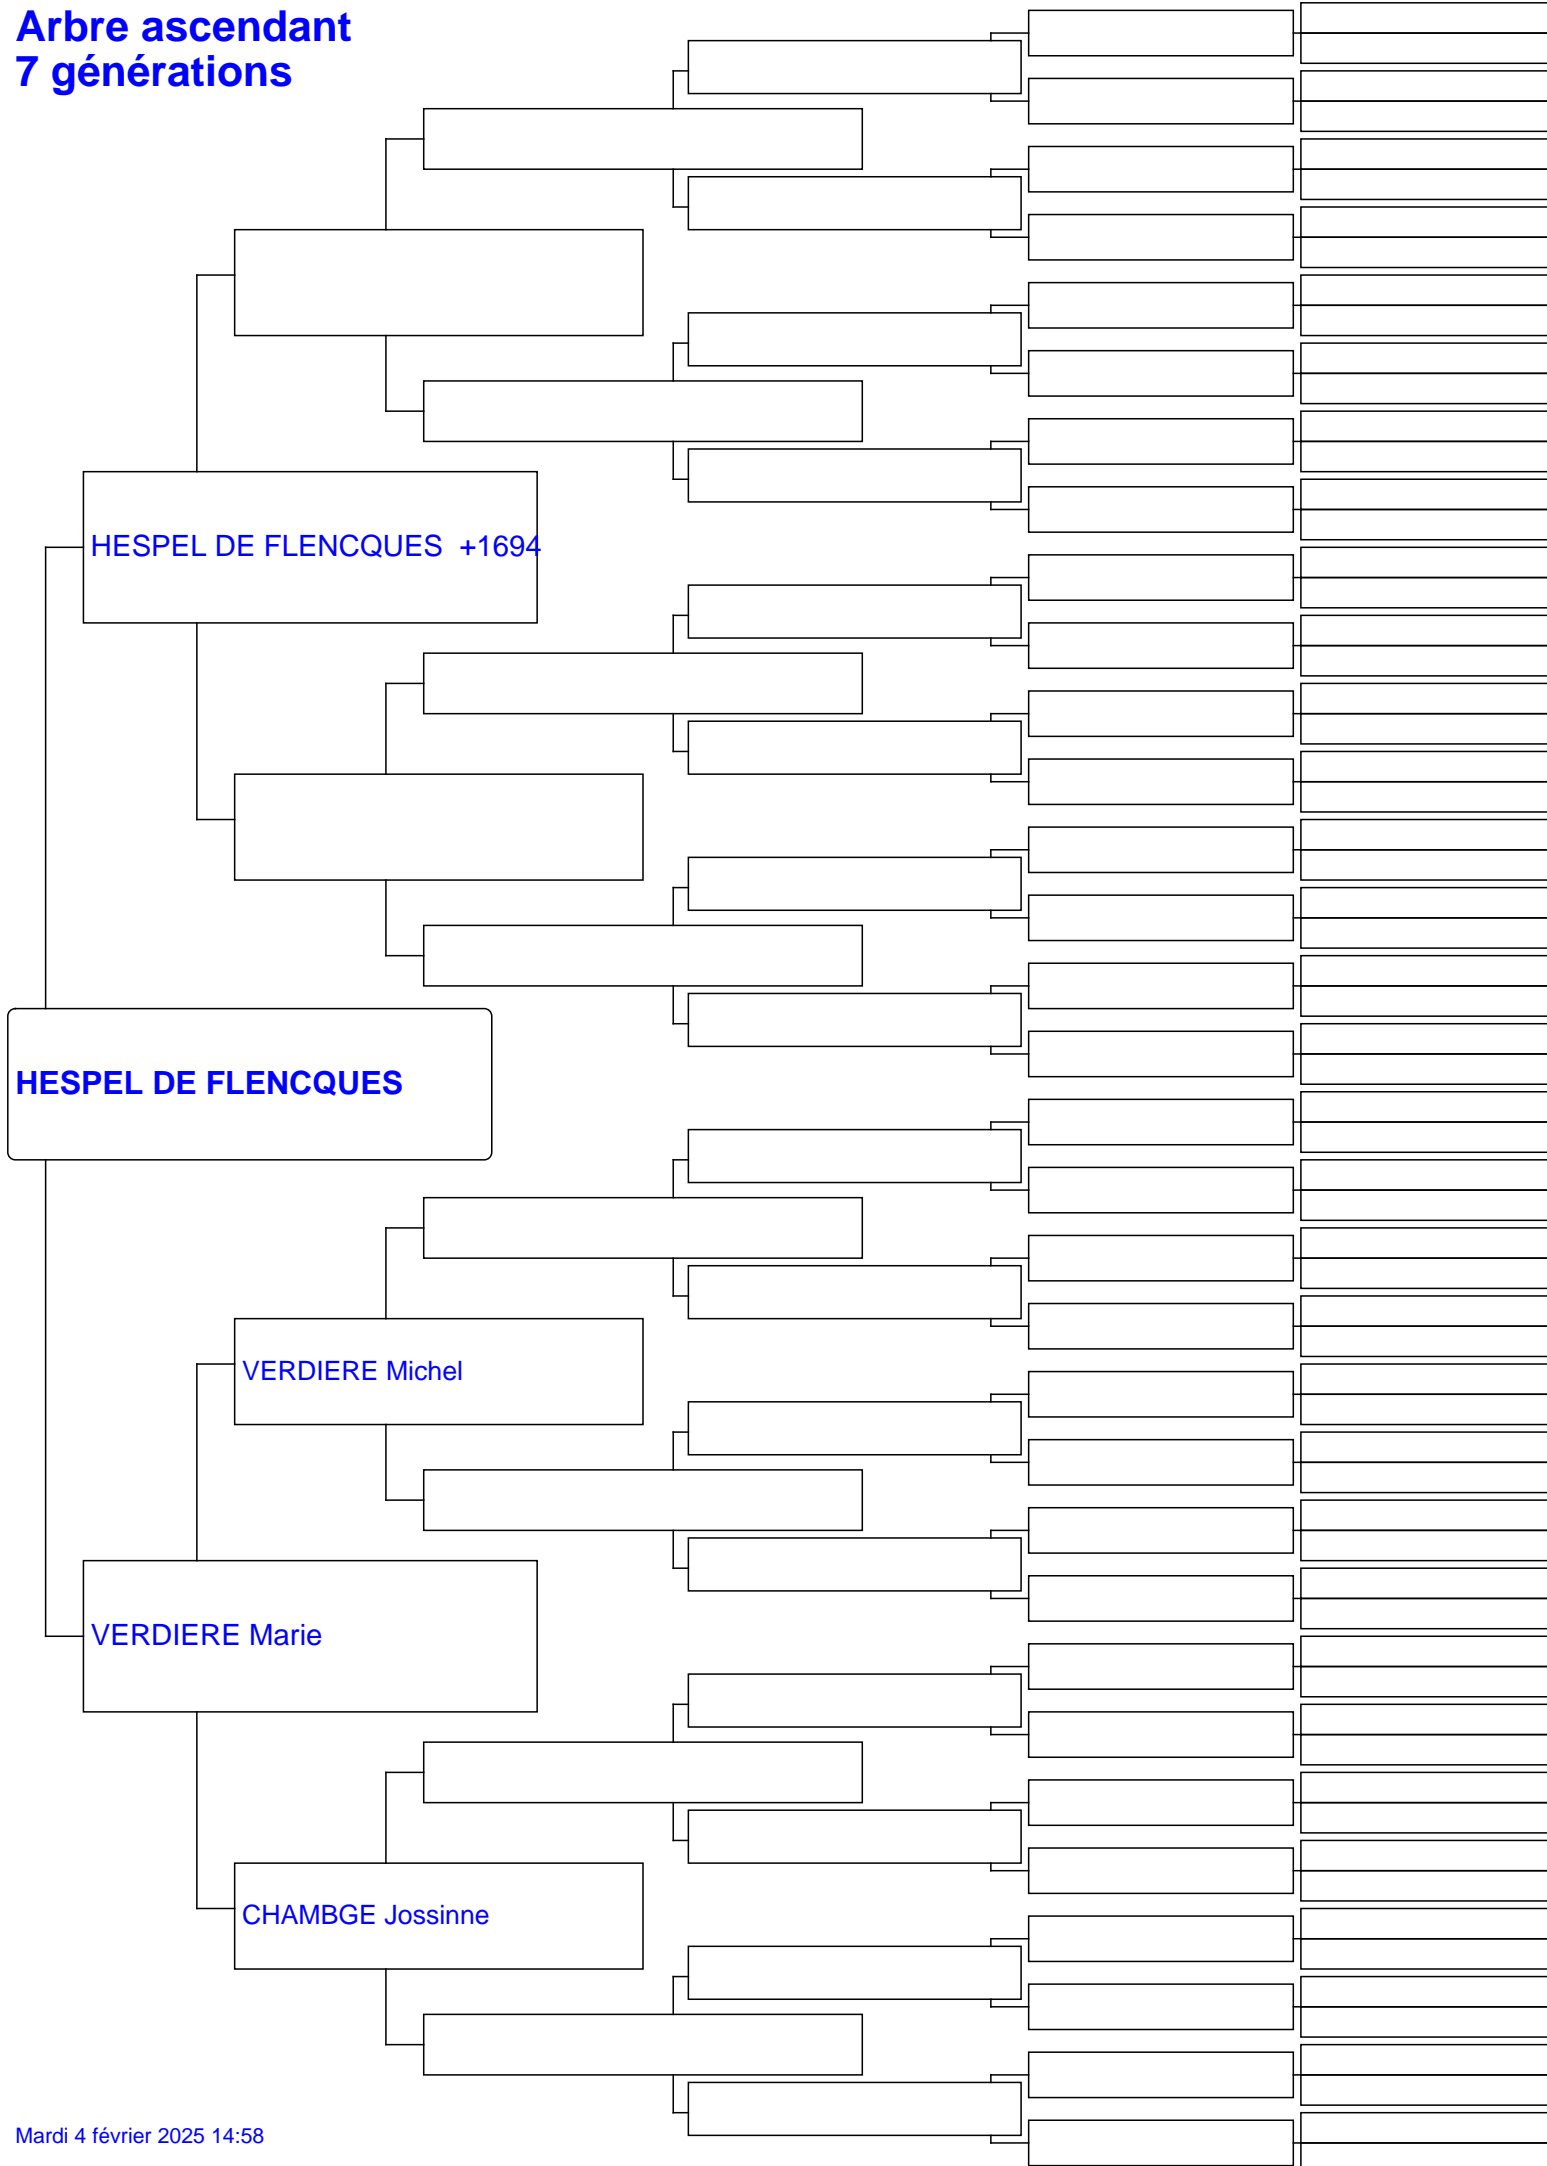 Arbre ascendant
7 générations
HESPEL DE FLENCQUES  +1694
HESPEL DE FLENCQUES
VERDIERE Michel
VERDIERE Marie
CHAMBGE Jossinne
Mardi 4 février 2025 14:58